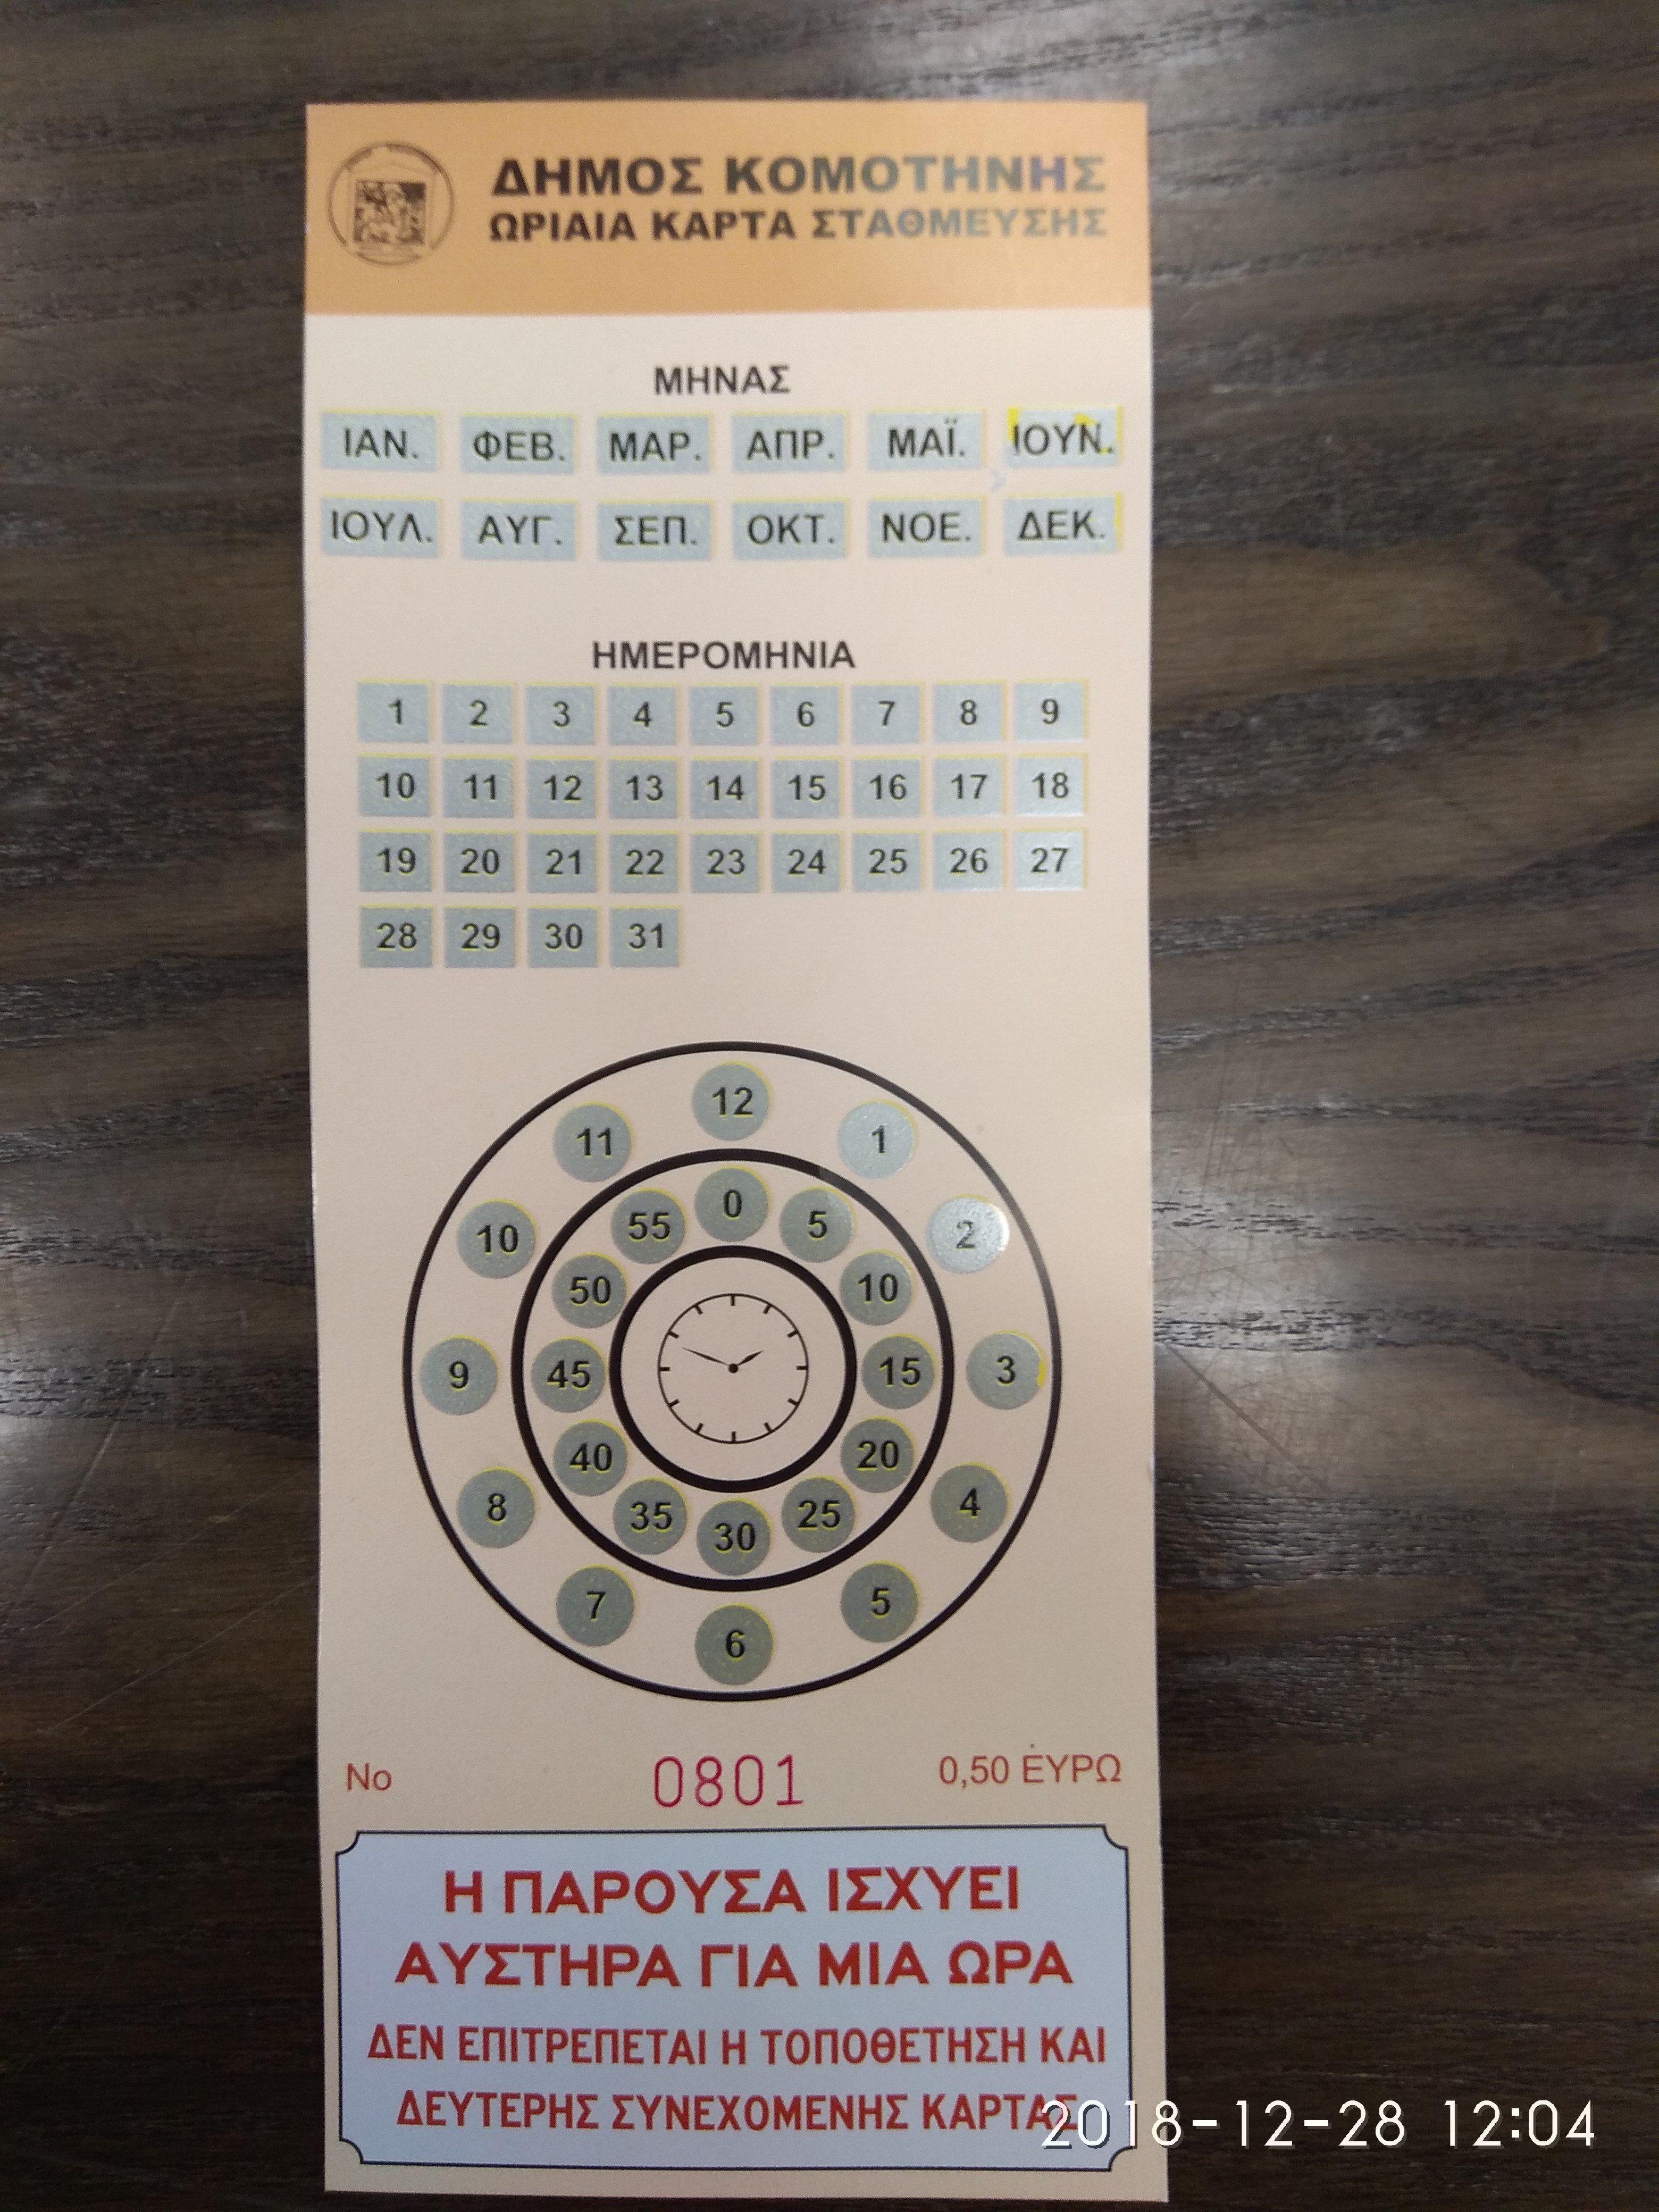 ΔΗΜΟΣ ΚΟΜΟΤΗΝΗΣ
ΩΡΙΑΙΑ ΚΑΡΤΑ ΣΤΑΘΜΕΥΣΗΣ
ΜΗΝΑΣ
ΙΑΝ. ΦΕΒ. ΜΑΡ. ΑΠΡ. ΜΑΪ. ΙΟΥΝ.
ΙΟΥΛ. ΑΥΓ. ΣΕΠ. ΟΚΤ. ΝΟΕ. ΔΕΚ.
ΗΜΕΡΟΜΗΝΙΑ
1 2 3 4 5 6 7 8 9
10 11 12 13 14 15 16 17 18
19 20 21 22 23 24 25 26 27
28 29 30 31
12 1 2 3 4 5 6 7 8 9 10 11
0 5 10 15 20 25 30 35 40 45 50 55
No 0801 0,50 ΕΥΡΩ
Η ΠΑΡΟΥΣΑ ΙΣΧΥΕΙ
ΑΥΣΤΗΡΑ ΓΙΑ ΜΙΑ ΩΡΑ
ΔΕΝ ΕΠΙΤΡΕΠΕΤΑΙ Η ΤΟΠΟΘΕΤΗΣΗ ΚΑΙ
ΔΕΥΤΕΡΗΣ ΣΥΝΕΧΟΜΕΝΗΣ ΚΑΡΤΑΣ
2018-12-28 12:04